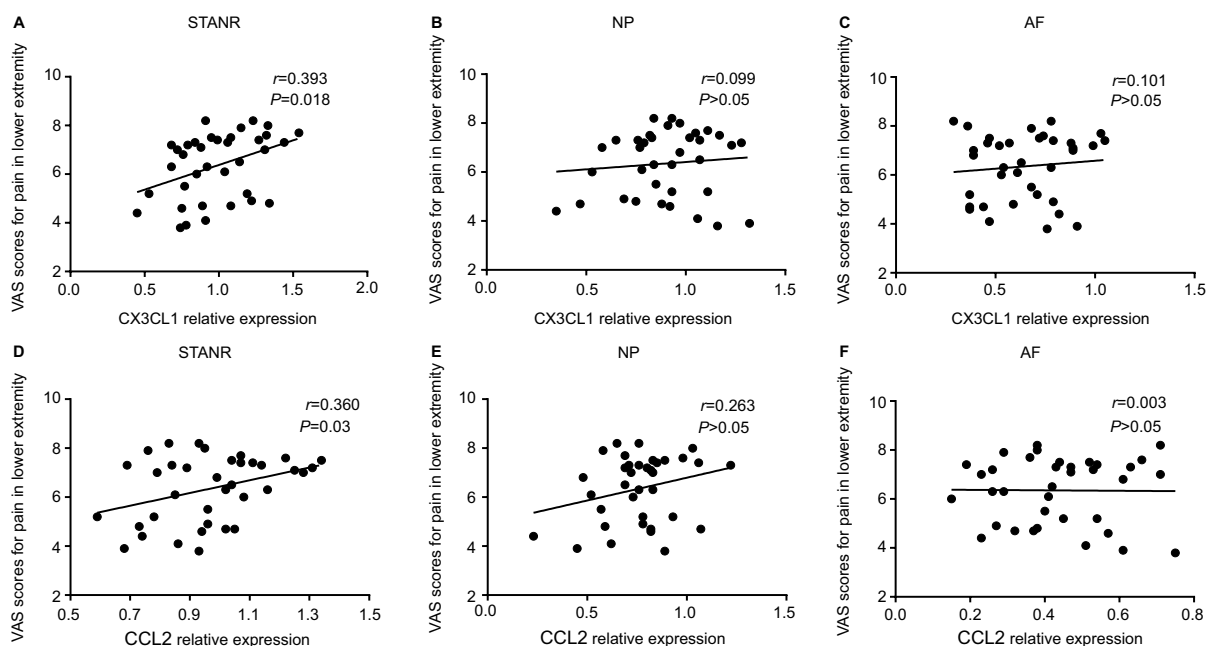 A
STANR
VAS scores for pain in lower extremity
10
8
6
4
2
r=0.393
P=0.018
0.0
0.5
1.0
1.5
2.0
CX3CL1 relative expression
B
NP
VAS scores for pain in lower extremity
10
8
6
4
2
r=0.099
P>0.05
0.0
0.5
1.0
1.5
CX3CL1 relative expression
C
AF
VAS scores for pain in lower extremity
10
8
6
4
2
r=0.101
P>0.05
0.0
0.5
1.0
1.5
CX3CL1 relative expression
D
STANR
VAS scores for pain in lower extremity
10
8
6
4
2
r=0.360
P=0.03
0.5
0.7
0.9
1.1
1.3
1.5
CCL2 relative expression
E
NP
VAS scores for pain in lower extremity
10
8
6
4
2
r=0.263
P>0.05
0.0
0.5
1.0
1.5
CCL2 relative expression
F
AF
VAS scores for pain in lower extremity
10
8
6
4
2
r=0.003
P>0.05
0.0
0.2
0.4
0.6
0.8
CCL2 relative expression